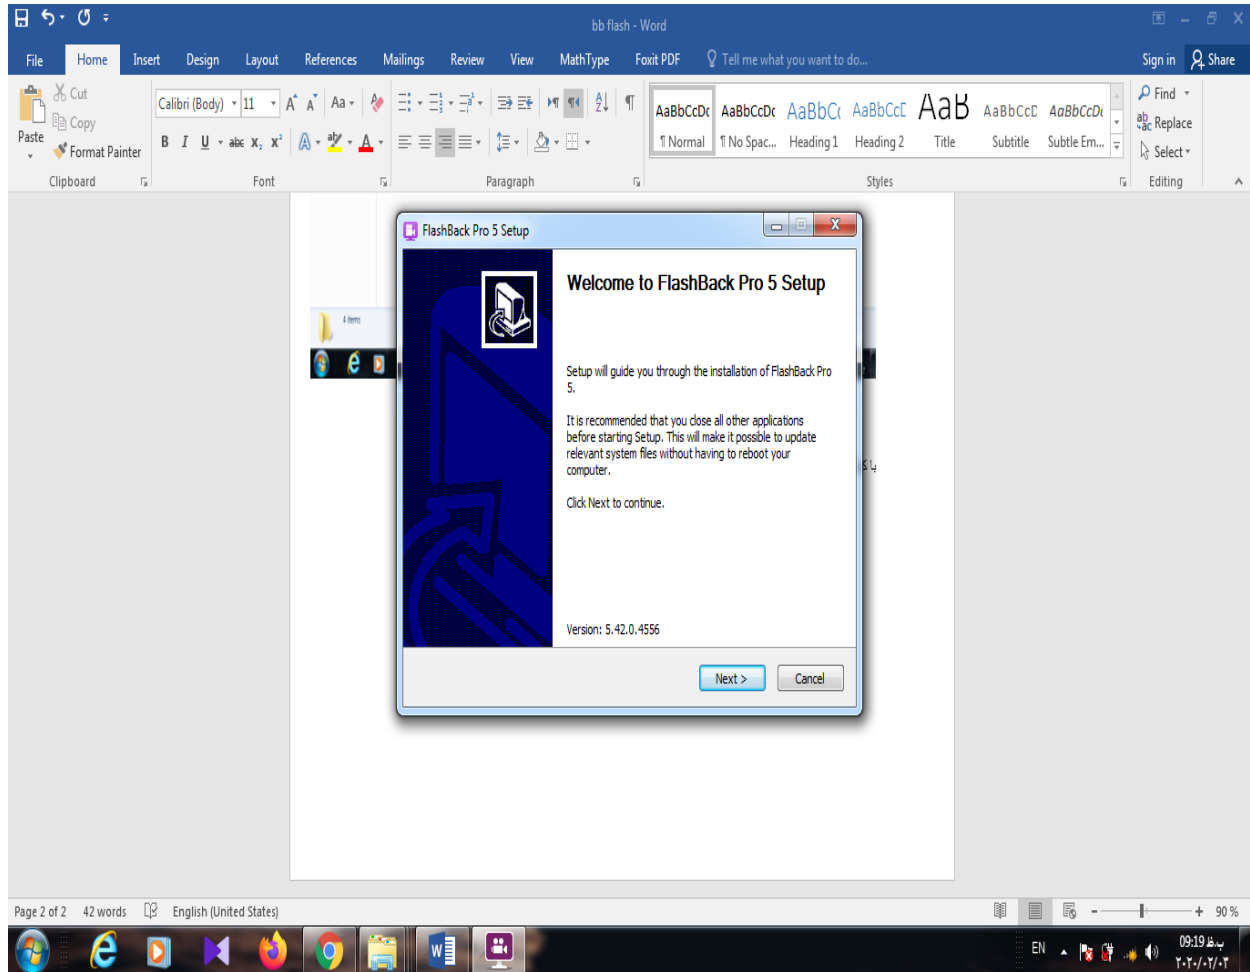 bb flash - Word
File Home Insert Design Layout References Mailings Review View MathType Foxit PDF Tell me what you want to do... Sign in Share
Cut
Copy
Format Painter
Paste
Clipboard
Calibri (Body) 11
Font
Paragraph
AaBbCcDc AaBbCcDc AaBbCc AaBbCcC AaB AaBbCcD AaBbCcDc
¶ Normal ¶ No Spac... Heading 1 Heading 2 Title Subtitle Subtle Em...
Styles
Find
Replace
Select
Editing
4 items
FlashBack Pro 5 Setup
Welcome to FlashBack Pro 5 Setup
Setup will guide you through the installation of FlashBack Pro
5.
It is recommended that you close all other applications
before starting Setup. This will make it possible to update
relevant system files without having to reboot your
computer.
Click Next to continue.
Version: 5.42.0.4556
Next > Cancel
Page 2 of 2 42 words English (United States) 90 %
EN
09:19 ب.ظ
۲۰۲۰/۰۲/۰۳